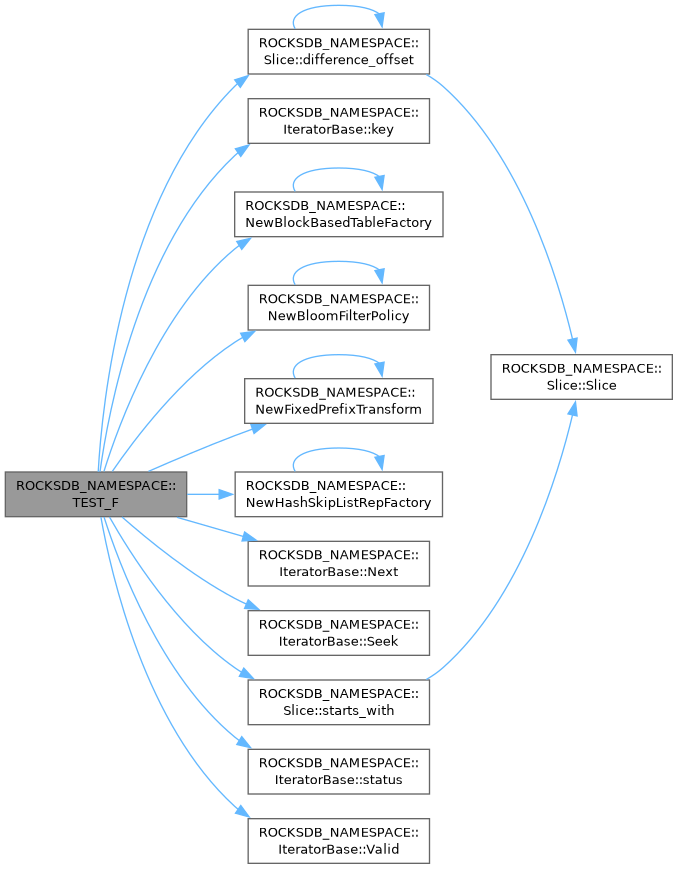 ROCKSDB_NAMESPACE::
Slice::difference_offset
ROCKSDB_NAMESPACE::
IteratorBase::key
ROCKSDB_NAMESPACE::
NewBlockBasedTableFactory
ROCKSDB_NAMESPACE::
NewBloomFilterPolicy
ROCKSDB_NAMESPACE::
Slice::Slice
ROCKSDB_NAMESPACE::
NewFixedPrefixTransform
ROCKSDB_NAMESPACE::
TEST_F
ROCKSDB_NAMESPACE::
NewHashSkipListRepFactory
ROCKSDB_NAMESPACE::
IteratorBase::Next
ROCKSDB_NAMESPACE::
IteratorBase::Seek
ROCKSDB_NAMESPACE::
Slice::starts_with
ROCKSDB_NAMESPACE::
IteratorBase::status
ROCKSDB_NAMESPACE::
IteratorBase::Valid